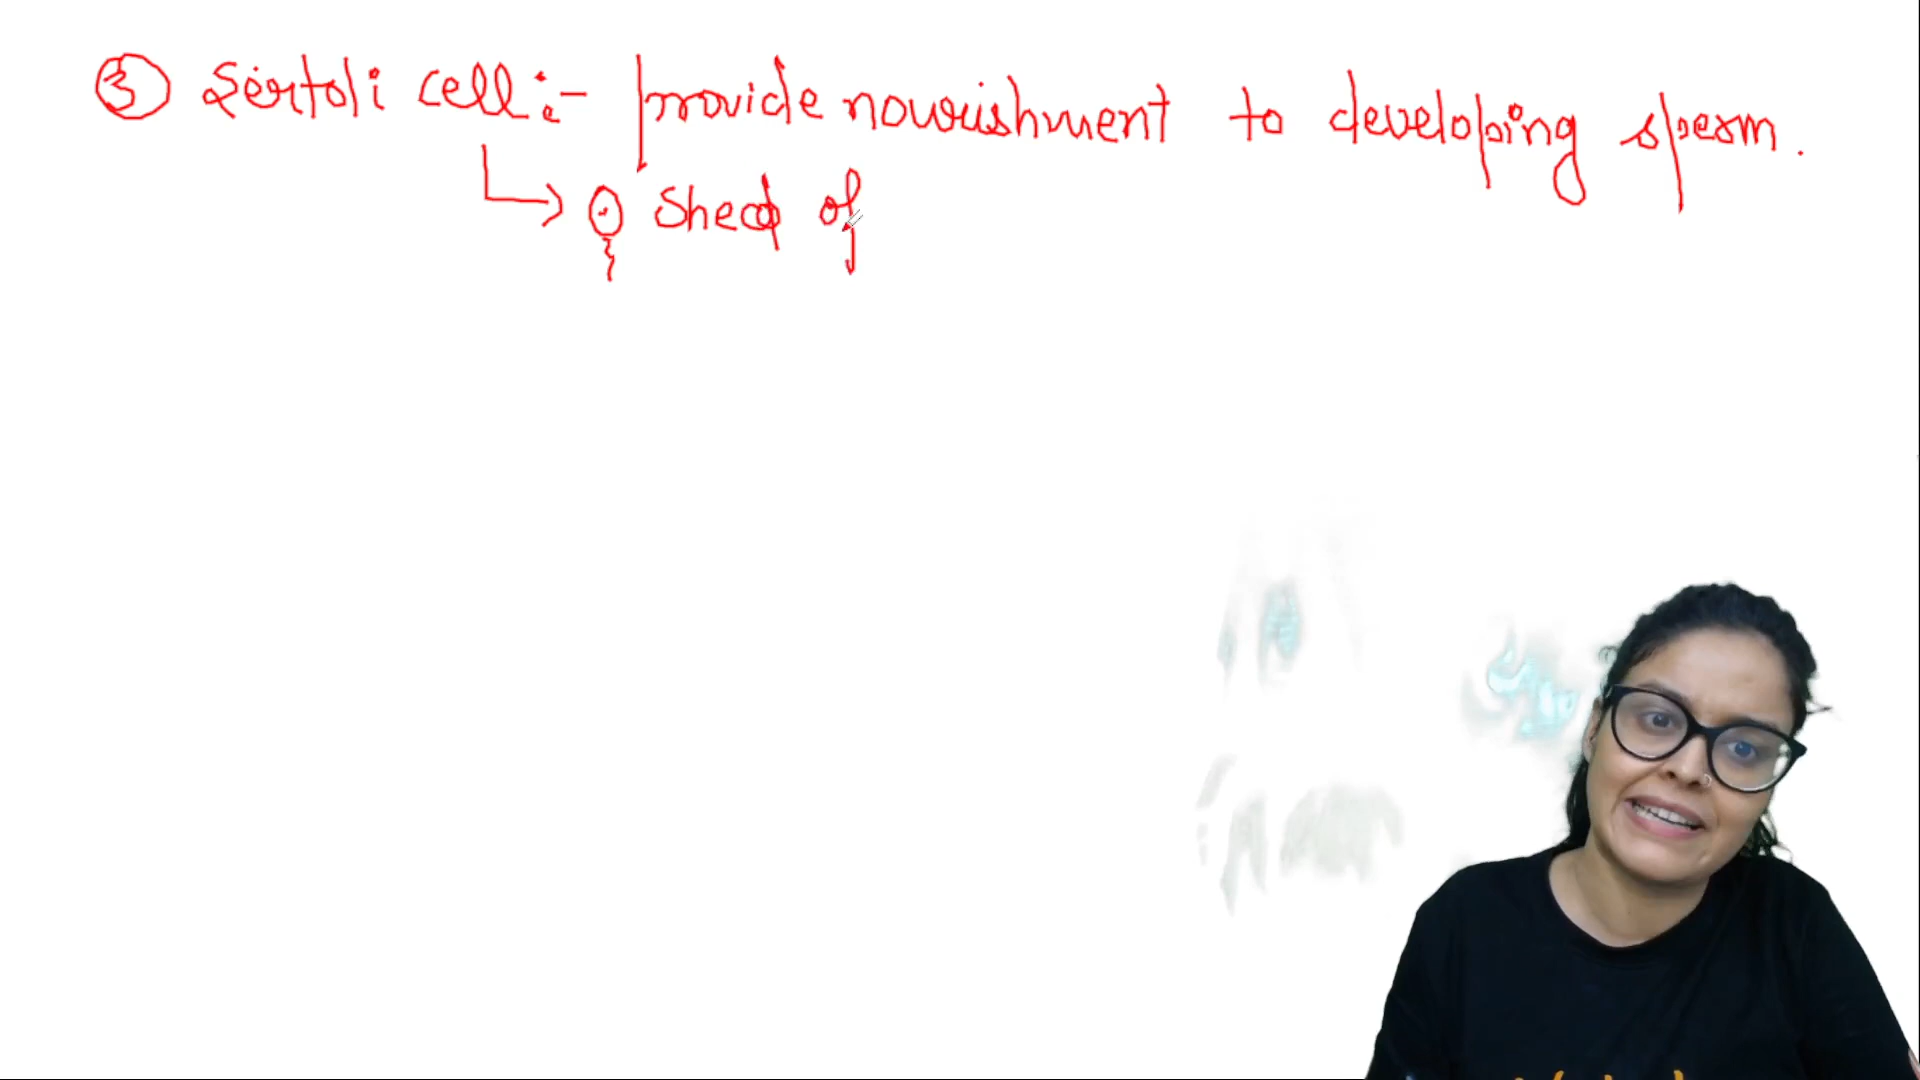 ③ Sertoli cell :- provide nourishment to developing sperm.
↳ shed of